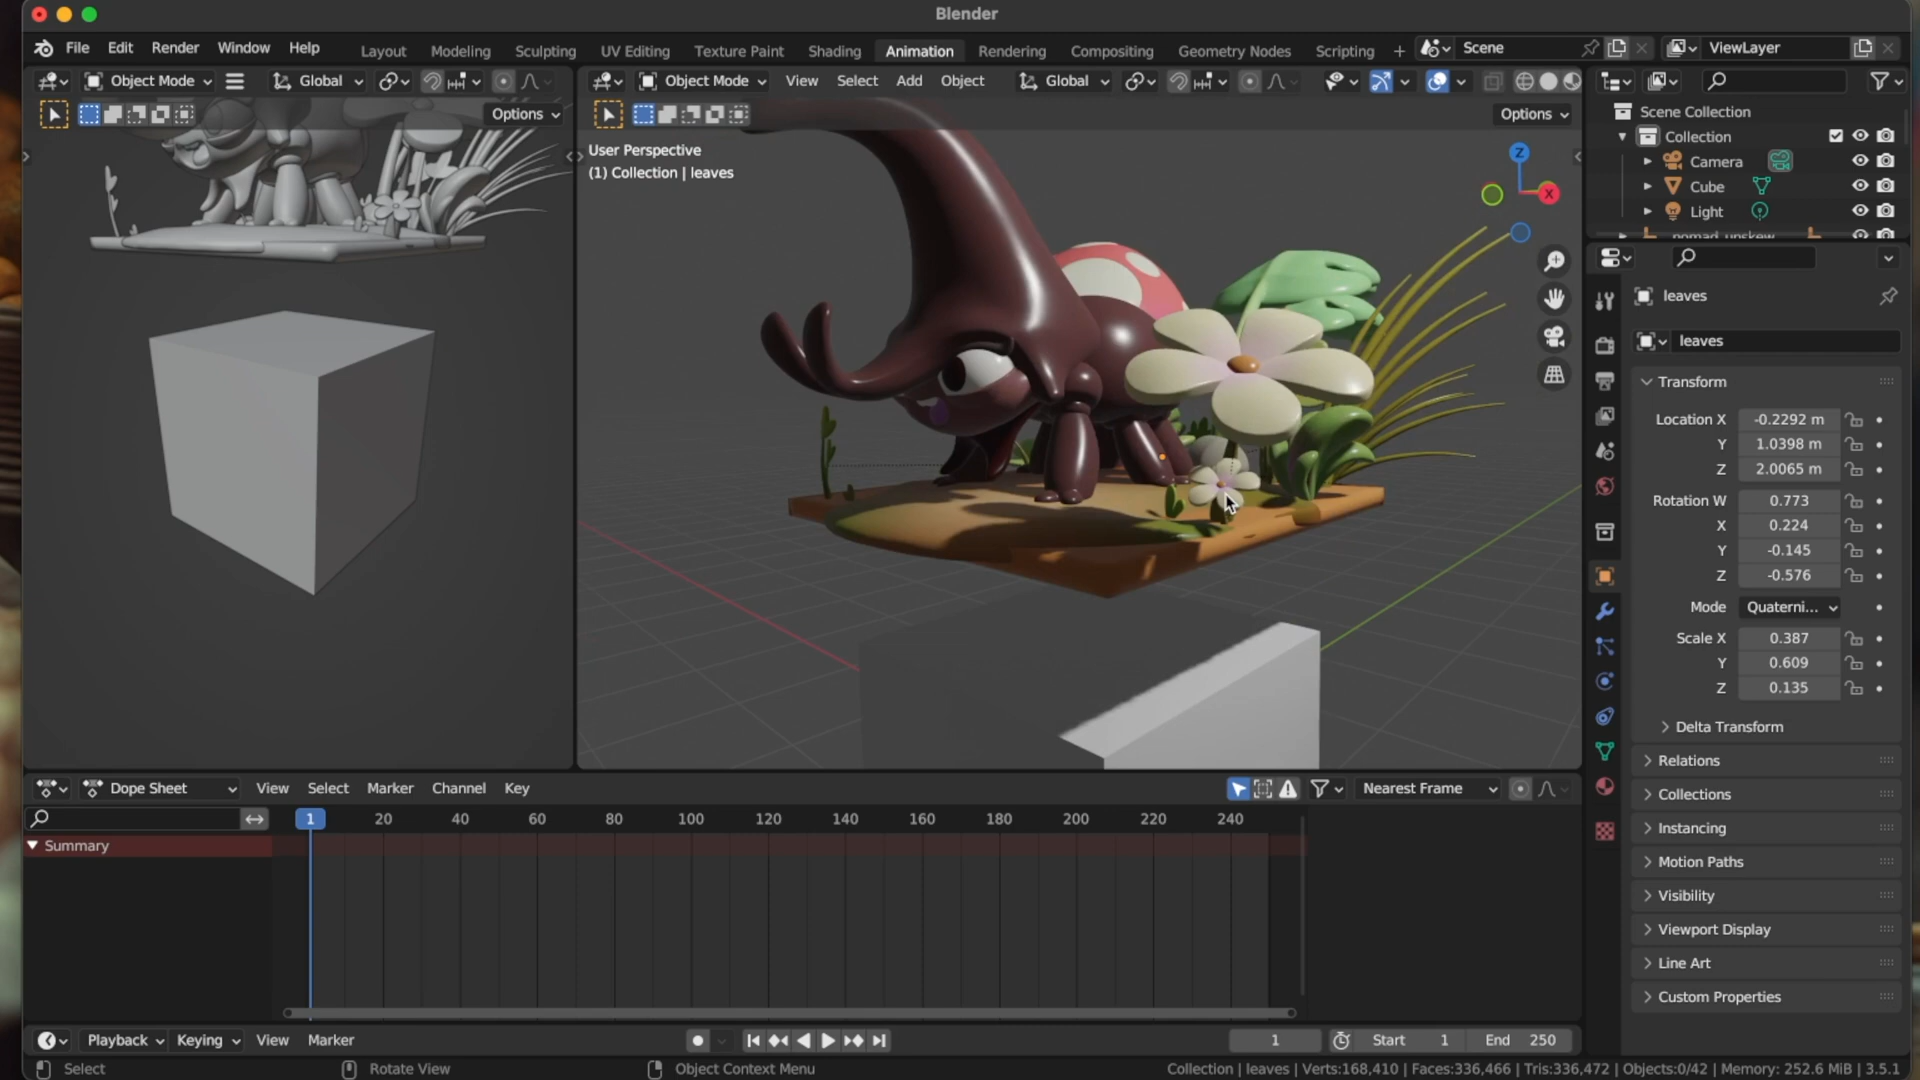 Blender
File Edit Render Window Help Layout Modeling Sculpting UV Editing Texture Paint Shading Animation Rendering Compositing Geometry Nodes Scripting + Scene ViewLayer
Object Mode Global Object Mode View Select Add Object Global
Options Options
User Perspective
(1) Collection | leaves
Z
X
Scene Collection
Collection
Camera
Cube
Light
nomad_unskew
leaves
leaves
Transform
Location X -0.2292 m
Y 1.0398 m
Z 2.0065 m
Rotation W 0.773
X 0.224
Y -0.145
Z -0.576
Mode Quaterni...
Scale X 0.387
Y 0.609
Z 0.135
Delta Transform
Relations
Collections
Instancing
Motion Paths
Visibility
Viewport Display
Line Art
Custom Properties
Dope Sheet View Select Marker Channel Key Nearest Frame
1 20 40 60 80 100 120 140 160 180 200 220 240
Summary
Playback Keying View Marker 1 Start 1 End 250
Select Rotate View Object Context Menu Collection | leaves | Verts:168,410 | Faces:336,466 | Tris:336,472 | Objects:0/42 | Memory: 252.6 MiB | 3.5.1